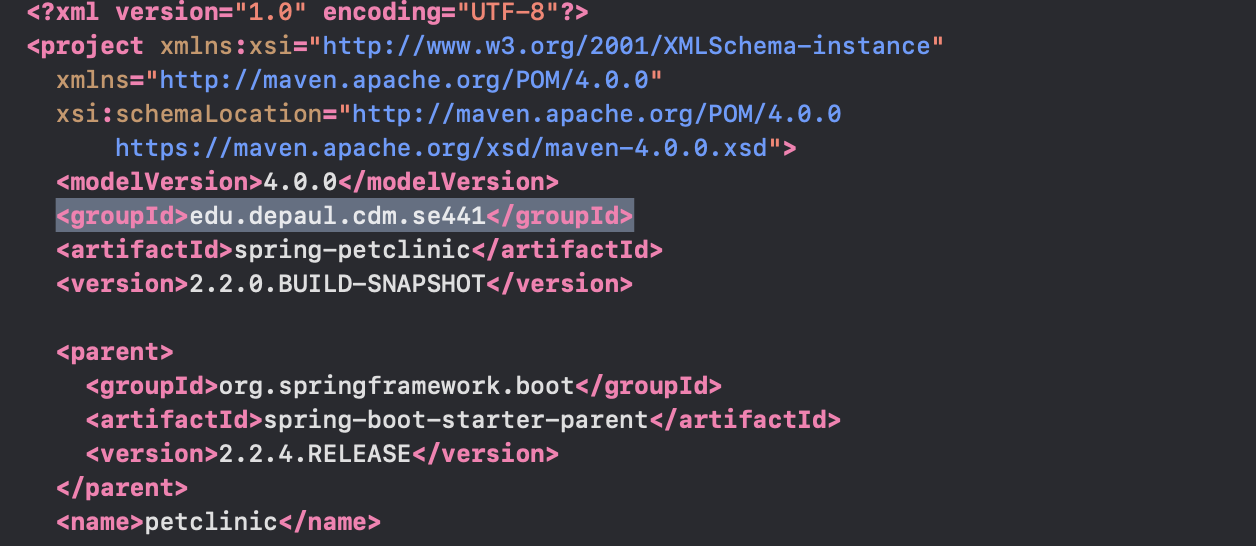 <?xml version="1.0" encoding="UTF-8"?>
<project xmlns:xsi="http://www.w3.org/2001/XMLSchema-instance"
xmlns="http://maven.apache.org/POM/4.0.0"
xsi:schemaLocation="http://maven.apache.org/POM/4.0.0
https://maven.apache.org/xsd/maven-4.0.0.xsd">
<modelVersion>4.0.0</modelVersion>
<groupId>edu.depaul.cdm.se441</groupId>
<artifactId>spring-petclinic</artifactId>
<version>2.2.0.BUILD-SNAPSHOT</version>
<parent>
<groupId>org.springframework.boot</groupId>
<artifactId>spring-boot-starter-parent</artifactId>
<version>2.2.4.RELEASE</version>
</parent>
<name>petclinic</name>